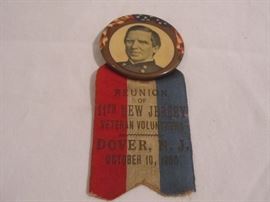 REUNION
OF
11TH NEW JERSEY
VETERAN VOLUNTEERS
DOVER, N. J.
OCTOBER 10,